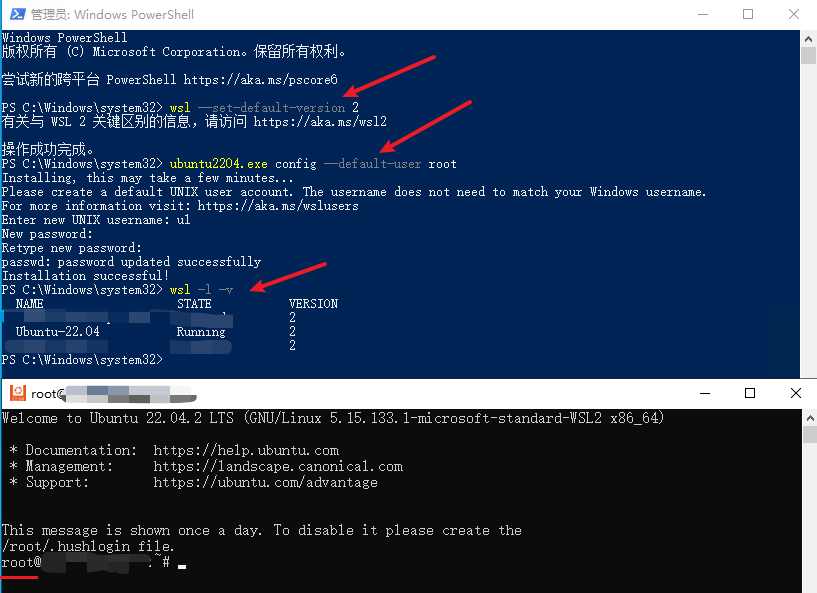 管理员: Windows PowerShell
Windows PowerShell
版权所有 (C) Microsoft Corporation。保留所有权利。
尝试新的跨平台 PowerShell https://aka.ms/pscore6
PS C:\Windows\system32> wsl --set-default-version 2
有关与 WSL 2 关键区别的信息，请访问 https://aka.ms/wsl2
操作成功完成。
PS C:\Windows\system32> ubuntu2204.exe config --default-user root
Installing, this may take a few minutes...
Please create a default UNIX user account. The username does not need to match your Windows username.
For more information visit: https://aka.ms/wslusers
Enter new UNIX username: u1
New password:
Retype new password:
passwd: password updated successfully
Installation successful!
PS C:\Windows\system32> wsl -l -v
NAME STATE VERSION
2
Ubuntu-22.04 Running 2
2
PS C:\Windows\system32>
root@
Welcome to Ubuntu 22.04.2 LTS (GNU/Linux 5.15.133.1-microsoft-standard-WSL2 x86_64)
* Documentation: https://help.ubuntu.com
* Management: https://landscape.canonical.com
* Support: https://ubuntu.com/advantage
This message is shown once a day. To disable it please create the
/root/.hushlogin file.
root@ :~#